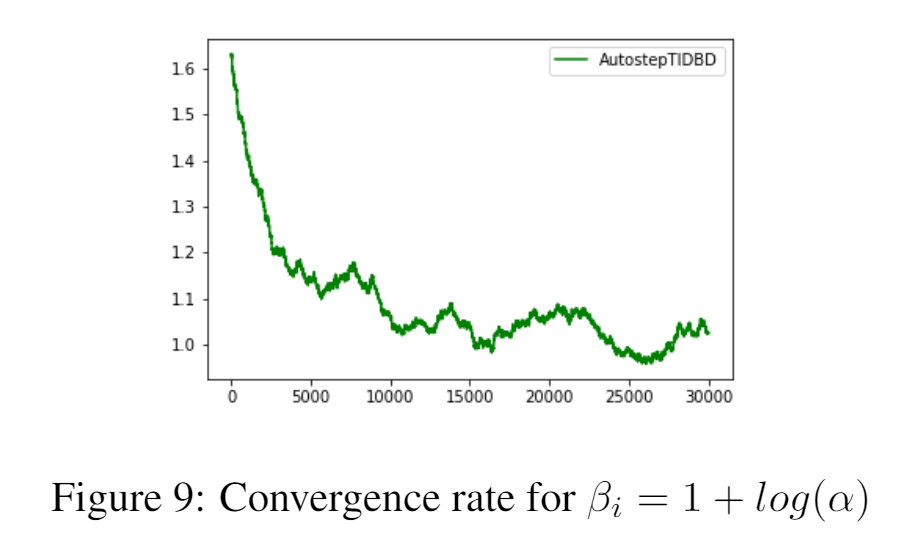 AutostepTIDBD
1.6
1.5
1.4
1.3
1.2
1.1
1.0
0 5000 10000 15000 20000 25000 30000
Figure 9: Convergence rate for βᵢ = 1 + log(α)